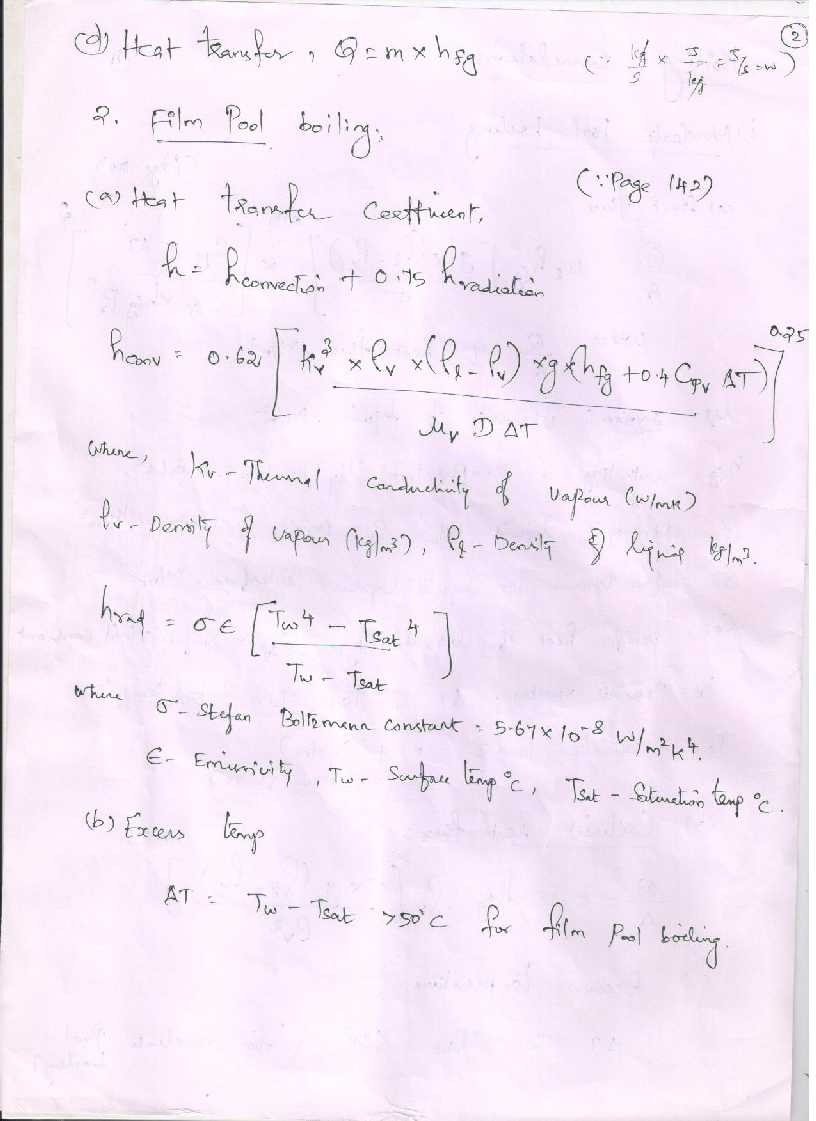 2
(d) Heat transfer, Q = m × hfg (∵ kg/s × J/kg = J/s = W)
2. Film Pool boiling:
(∵ Page 142)
(a) Heat transfer Coefficient,
h = hconvection + 0.75 hradiation
hconv = 0.62 [ kv³ × ρv × (ρl - ρv) × g × (hfg + 0.4 Cpv ΔT) / μv D ΔT ]^0.25
where, kv - Thermal Conductivity of vapour (W/mK)
ρv - Density of vapour (kg/m³), ρl - Density of liquid kg/m³.
hrad = σ ϵ [ Tw⁴ - Tsat⁴ / Tw - Tsat ]
where σ - Stefan Boltzmann constant = 5.67 × 10⁻⁸ W/m²K⁴.
ϵ - Emissivity, Tw - Surface temp °C, Tsat - Saturation temp °C.
(b) Excess temp
ΔT = Tw - Tsat >50°C for film Pool boiling.